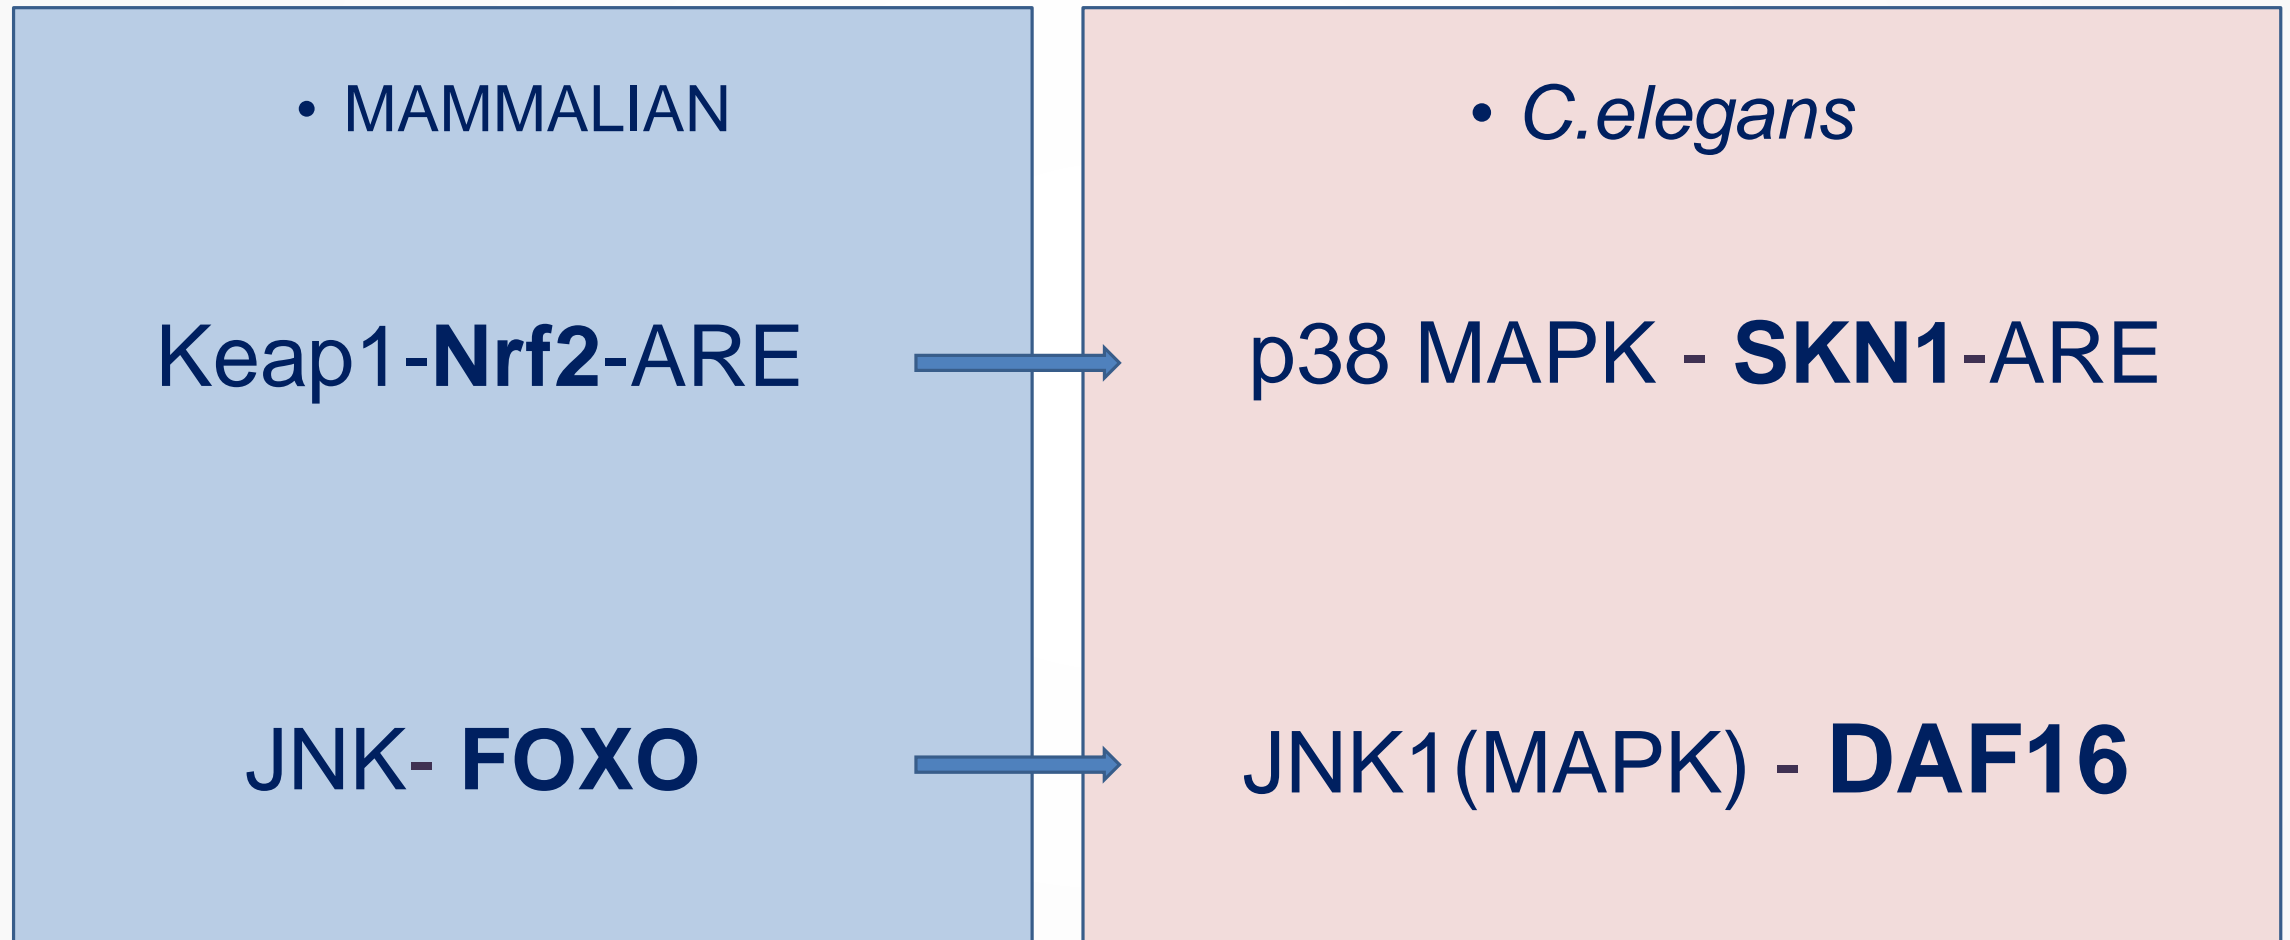 • MAMMALIAN
Keap1-Nrf2-ARE
JNK- FOXO
• C.elegans
p38 MAPK - SKN1-ARE
JNK1(MAPK) - DAF16